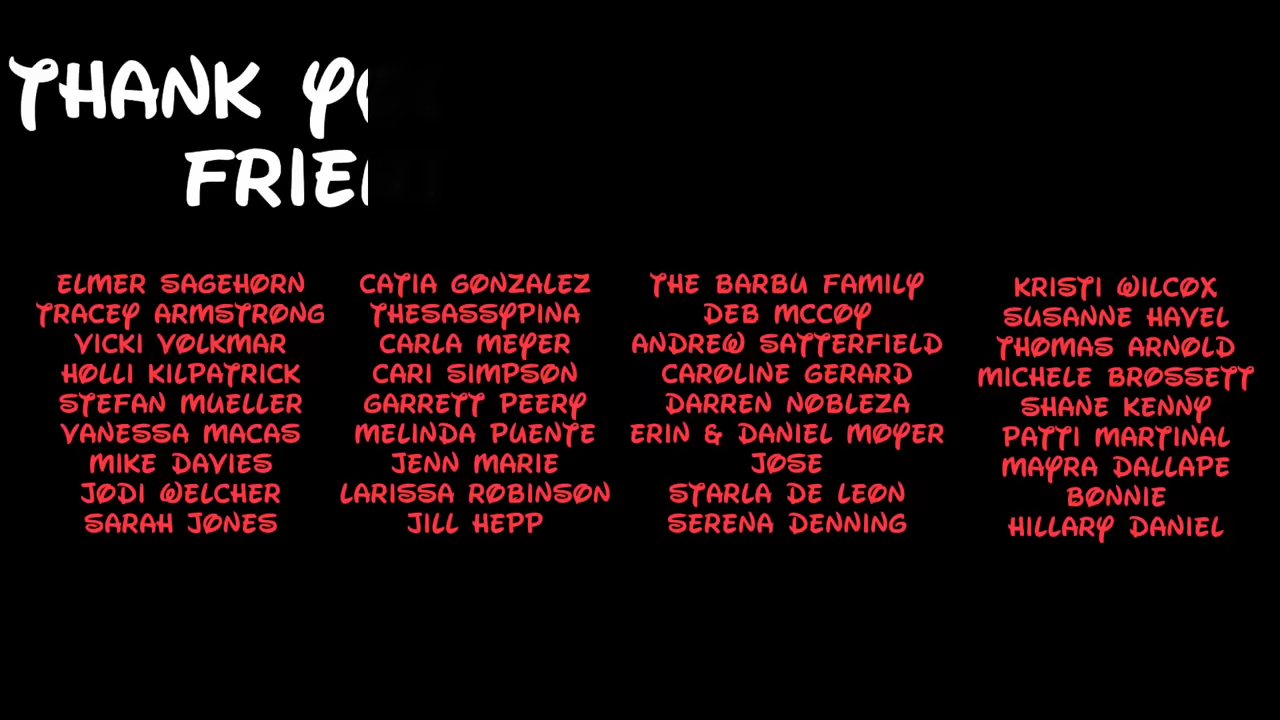 THANK YO
FRIE
ELMER SAGEHORN
TRACEY ARMSTRONG
VICKI VOLKMAR
HOLLI KILPATRICK
STEFAN MUELLER
VANESSA MACAS
MIKE DAVIES
JODI WELCHER
SARAH JONES
CATIA GONZALEZ
THESASSYPINA
CARLA MEYER
CARI SIMPSON
GARRETT PEERY
MELINDA PUENTE
JENN MARIE
LARISSA ROBINSON
JILL HEPP
THE BARBU FAMILY
DEB MCCOY
ANDREW SATTERFIELD
CAROLINE GERARD
DARREN NOBLEZA
ERIN & DANIEL MOYER
JOSE
STARLA DE LEON
SERENA DENNING
KRISTI WILCOX
SUSANNE HAVEL
THOMAS ARNOLD
MICHELE BROSSETT
SHANE KENNY
PATTI MARTINAL
MAYRA DALLAPE
BONNIE
HILLARY DANIEL